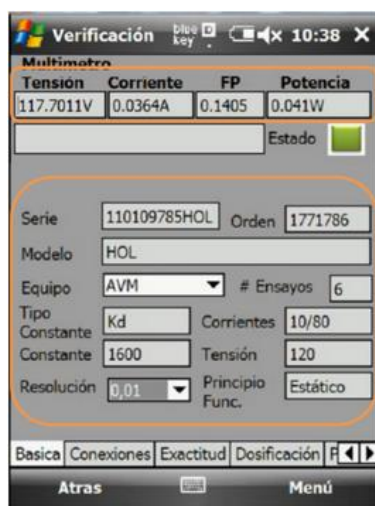 Verificación blue key 10:38 X
Multimetro
Tensión Corriente FP Potencia
117.7011V 0.0364A 0.1405 0.041W
Estado
Serie 110109785HOL Orden 1771786
Modelo HOL
Equipo AVM # Ensayos 6
Tipo Constante Kd Corrientes 10/80
Constante 1600 Tensión 120
Resolución 0,01 Principio Func. Estático
Basica Conexiones Exactitud Dosificación
Atras Menú